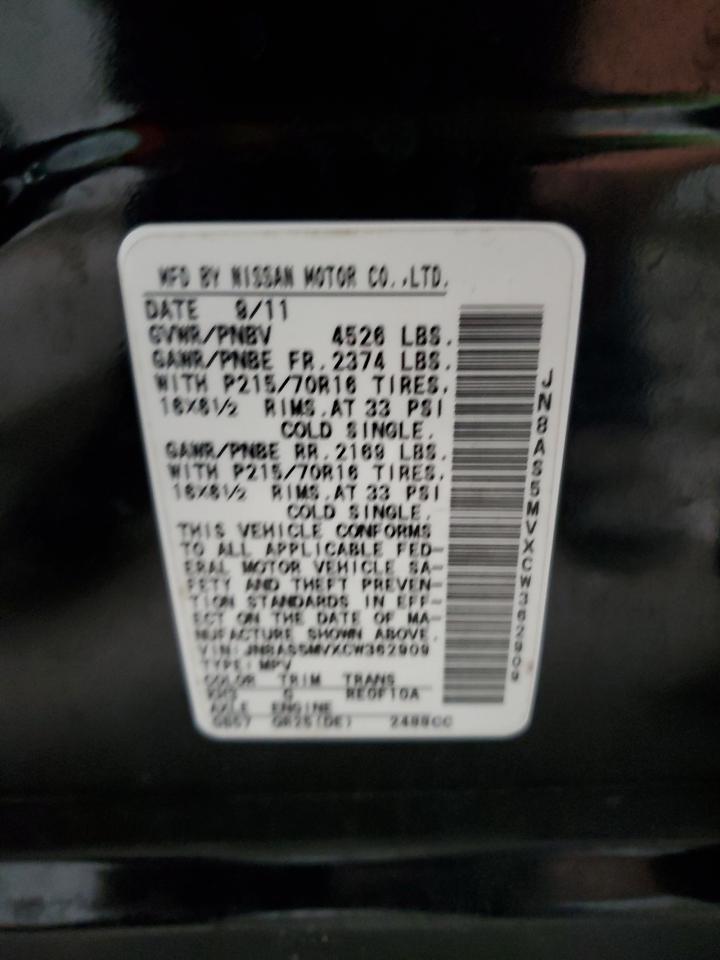 MFD BY NISSAN MOTOR CO.,LTD.
DATE 9/11
GVWR/PNBV 4526 LBS.
GAWR/PNBE FR.2374 LBS.
WITH P215/70R16 TIRES.
16X6½ RIMS.AT 33 PSI
COLD SINGLE.
GAWR/PNBE RR.2169 LBS.
WITH P215/70R16 TIRES.
16X6½ RIMS.AT 33 PSI
COLD SINGLE.
THIS VEHICLE CONFORMS
TO ALL APPLICABLE FED-
ERAL MOTOR VEHICLE SA-
FETY AND THEFT PREVEN-
TION STANDARDS IN EFF-
ECT ON THE DATE OF MA-
NUFACTURE SHOWN ABOVE.
VIN:JN8AS5MVXCW362909
TYPE:MPV
COLOR TRIM TRANS
G RE0F10A
AXLE ENGINE
QR25(DE) 2488CC
JN8AS5MVXCW362909